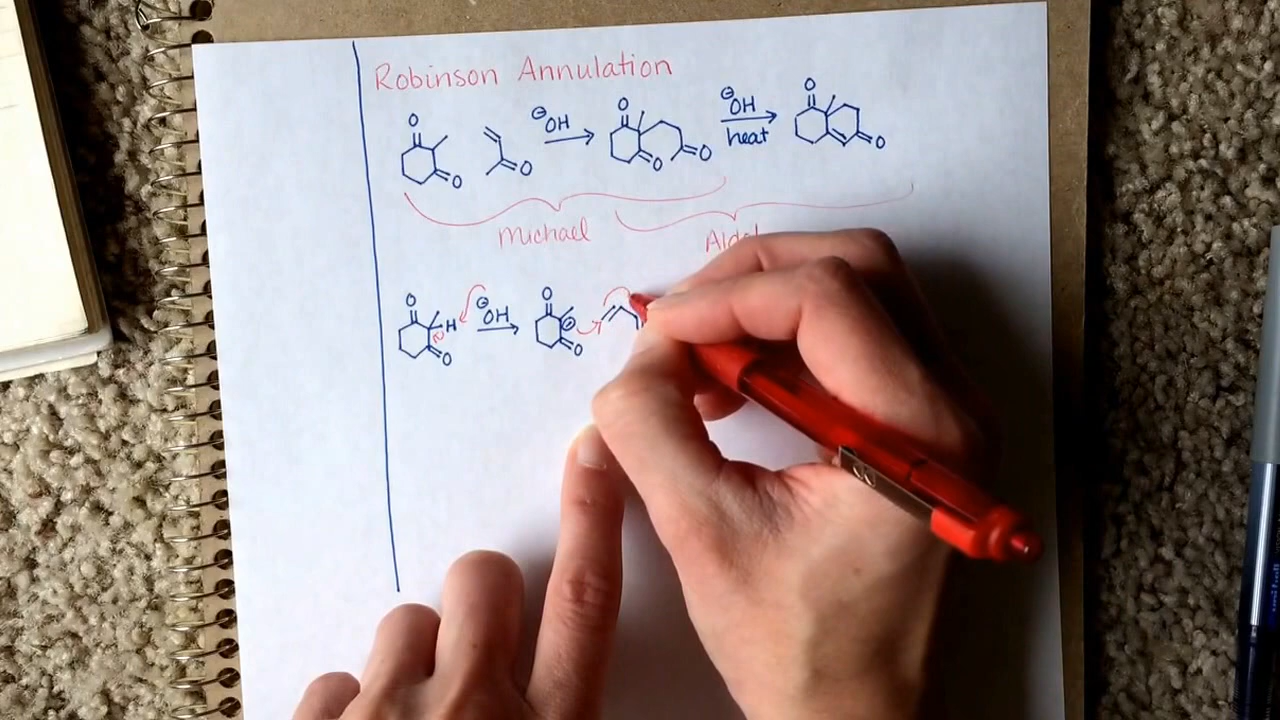 Robinson Annulation
O O O ⊖OH O O O ⊖OH heat O O
Michael
O H O ⊖OH O ⊖ O